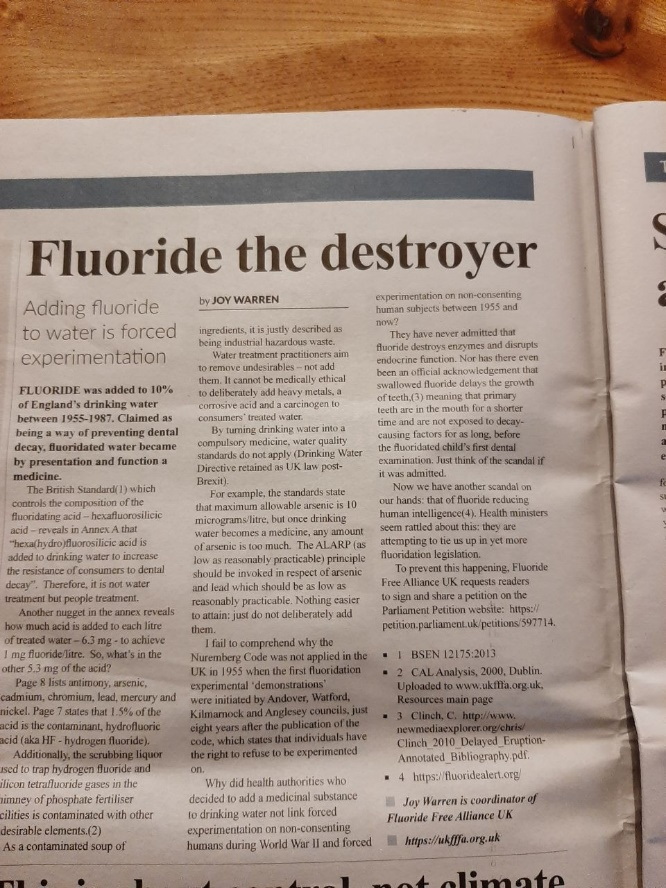 Fluoride the destroyer
Adding fluoride
to water is forced
experimentation
FLUORIDE was added to 10%
of England's drinking water
between 1955-1987. Claimed as
being a way of preventing dental
decay, fluoridated water became
by presentation and function a
medicine.
The British Standard(1) which
controls the composition of the
fluoridating acid – hexafluorosilicic
acid – reveals in Annex A that
"hexa(hydro)fluorosilicic acid is
added to drinking water to increase
the resistance of consumers to dental
decay". Therefore, it is not water
treatment but people treatment.
Another nugget in the annex reveals
how much acid is added to each litre
of treated water – 6.3 mg - to achieve
1 mg fluoride/litre. So, what's in the
other 5.3 mg of the acid?
Page 8 lists antimony, arsenic,
cadmium, chromium, lead, mercury and
nickel. Page 7 states that 1.5% of the
acid is the contaminant, hydrofluoric
acid (aka HF - hydrogen fluoride).
Additionally, the scrubbing liquor
used to trap hydrogen fluoride and
ilicon tetrafluoride gases in the
himney of phosphate fertiliser
cilities is contaminated with other
desirable elements.(2)
As a contaminated soup of
by JOY WARREN
ingredients, it is justly described as
being industrial hazardous waste.
Water treatment practitioners aim
to remove undesirables – not add
them. It cannot be medically ethical
to deliberately add heavy metals, a
corrosive acid and a carcinogen to
consumers' treated water.
By turning drinking water into a
compulsory medicine, water quality
standards do not apply (Drinking Water
Directive retained as UK law post-
Brexit).
For example, the standards state
that maximum allowable arsenic is 10
micrograms/litre, but once drinking
water becomes a medicine, any amount
of arsenic is too much. The ALARP (as
low as reasonably practicable) principle
should be invoked in respect of arsenic
and lead which should be as low as
reasonably practicable. Nothing easier
to attain: just do not deliberately add
them.
I fail to comprehend why the
Nuremberg Code was not applied in the
UK in 1955 when the first fluoridation
experimental 'demonstrations'
were initiated by Andover, Watford,
Kilmarnock and Anglesey councils, just
eight years after the publication of the
code, which states that individuals have
the right to refuse to be experimented
on.
Why did health authorities who
decided to add a medicinal substance
to drinking water not link forced
experimentation on non-consenting
humans during World War II and forced
experimentation on non-consenting
human subjects between 1955 and
now?
They have never admitted that
fluoride destroys enzymes and disrupts
endocrine function. Nor has there even
been an official acknowledgement that
swallowed fluoride delays the growth
of teeth,(3) meaning that primary
teeth are in the mouth for a shorter
time and are not exposed to decay-
causing factors for as long, before
the fluoridated child's first dental
examination. Just think of the scandal if
it was admitted.
Now we have another scandal on
our hands: that of fluoride reducing
human intelligence(4). Health ministers
seem rattled about this: they are
attempting to tie us up in yet more
fluoridation legislation.
To prevent this happening, Fluoride
Free Alliance UK requests readers
to sign and share a petition on the
Parliament Petition website: https://
petition.parliament.uk/petitions/597714.
1 BSEN 12175:2013
2 CAL Analysis, 2000, Dublin.
Uploaded to www.ukfffa.org.uk,
Resources main page
3 Clinch, C. http://www.
newmediaexplorer.org/chris/
Clinch_2010_Delayed_Eruption-
Annotated_Bibliography.pdf.
4 https://fluoridealert.org/
Joy Warren is coordinator of
Fluoride Free Alliance UK
https://ukfffa.org.uk
not climate